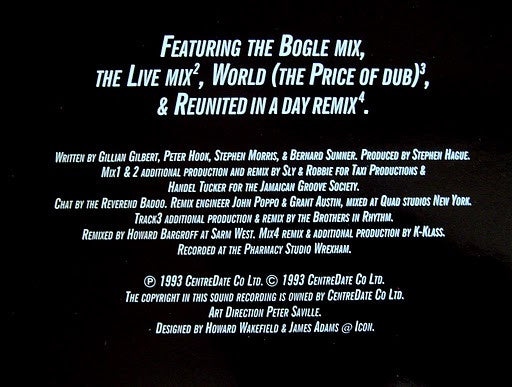 FEATURING THE BOGLE MIX,
THE LIVE MIX², WORLD (THE PRICE OF DUB)³,
& REUNITED IN A DAY REMIX⁴.
WRITTEN BY GILLIAN GILBERT, PETER HOOK, STEPHEN MORRIS, & BERNARD SUMNER. PRODUCED BY STEPHEN HAGUE.
MIX1 & 2 ADDITIONAL PRODUCTION AND REMIX BY SLY & ROBBIE FOR TAXI PRODUCTIONS &
HANDEL TUCKER FOR THE JAMAICAN GROOVE SOCIETY.
CHAT BY THE REVEREND BADOO. REMIX ENGINEER JOHN POPPO & GRANT AUSTIN, MIXED AT QUAD STUDIOS NEW YORK.
TRACK3 ADDITIONAL PRODUCTION & REMIX BY THE BROTHERS IN RHYTHM.
REMIXED BY HOWARD BARGROFF AT SARM WEST. MIX4 REMIX & ADDITIONAL PRODUCTION BY K-KLASS.
RECORDED AT THE PHARMACY STUDIO WREXHAM.
℗ 1993 CENTREDATE CO LTD. © 1993 CENTREDATE CO LTD.
THE COPYRIGHT IN THIS SOUND RECORDING IS OWNED BY CENTREDATE CO LTD.
ART DIRECTION PETER SAVILLE.
DESIGNED BY HOWARD WAKEFIELD & JAMES ADAMS @ ICON.